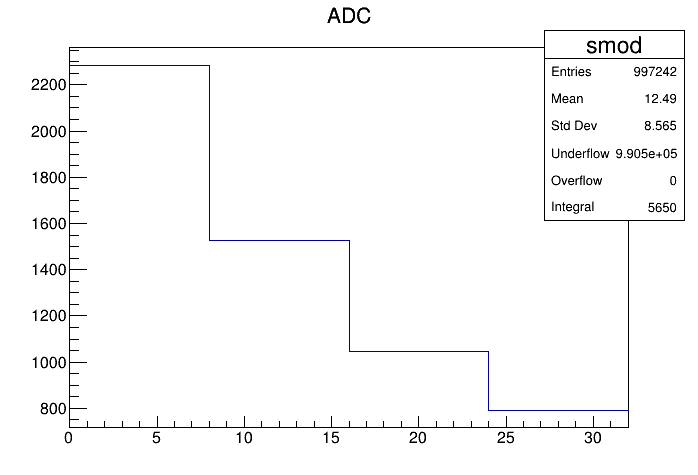 ADC
smod
Entries 997242
Mean 12.49
Std Dev 8.565
Underflow 9.905e+05
Overflow 0
Integral 5650
2200
2000
1800
1600
1400
1200
1000
800
0 5 10 15 20 25 30